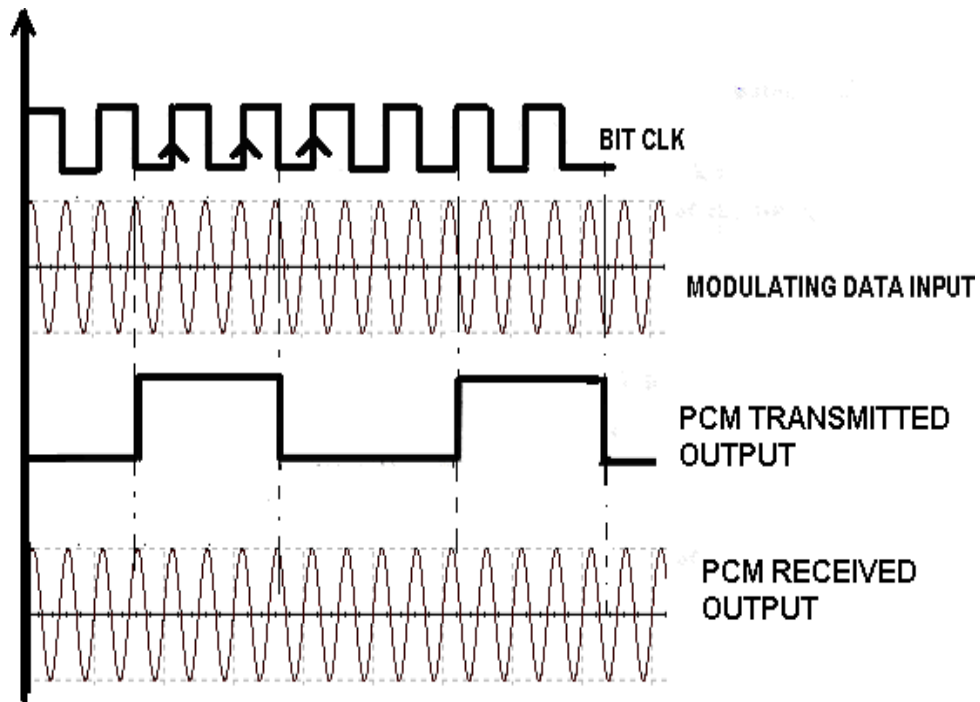 BIT CLK
MODULATING DATA INPUT
PCM TRANSMITTED
OUTPUT
PCM RECEIVED
OUTPUT